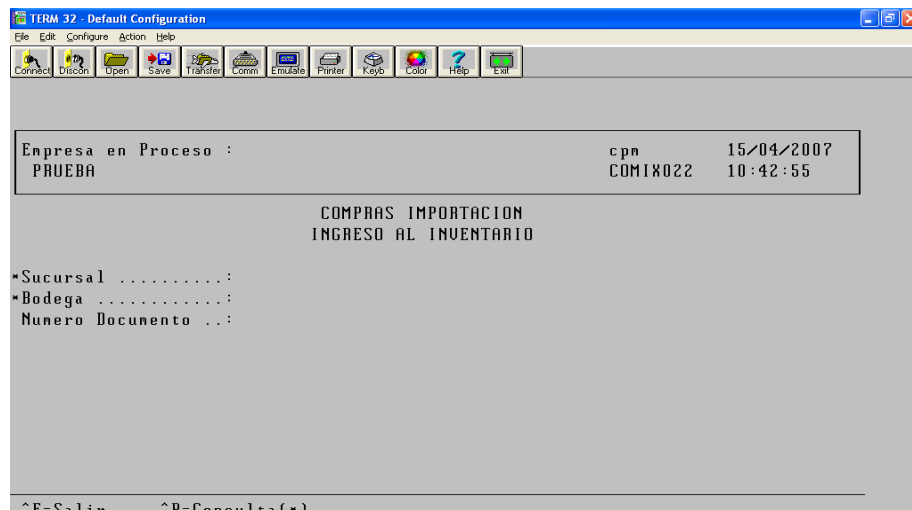 TERM 32 - Default Configuration
File Edit Configure Action Help
Connect Discon Open Save Transfer Comm Emulate Printer Keyb Color Help Exit
Empresa en Proceso : cpm 15/04/2007
PRUEBA COMIX022 10:42:55
COMPRAS IMPORTACION
INGRESO AL INVENTARIO
*Sucursal ..........:
*Bodega ............:
Numero Documento ..:
^E=Salir ^B=Consulta(*)